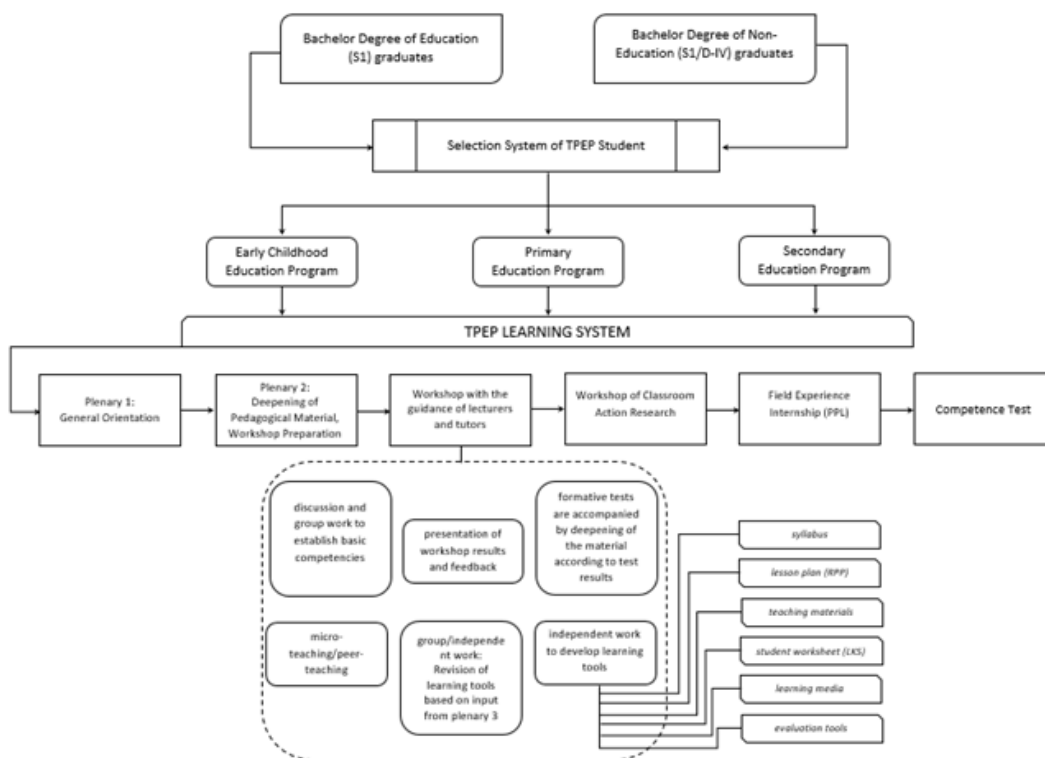 Bachelor Degree of Education
(S1) graduates
Bachelor Degree of Non-
Education (S1/D-IV) graduates
Selection System of TPEP Student
Early Childhood
Education Program
Primary
Education Program
Secondary
Education Program
TPEP LEARNING SYSTEM
Plenary 1:
General Orientation
Plenary 2:
Deepening of
Pedagogical Material,
Workshop Preparation
Workshop with the
guidance of lecturers
and tutors
Workshop of Classroom
Action Research
Field Experience
Internship (PPL)
Competence Test
discussion and
group work to
establish basic
competencies
presentation of
workshop results
and feedback
formative tests
are accompanied
by deepening of
the material
according to test
results
micro-
teaching/peer-
teaching
group/independe
nt work:
Revision of
learning tools
based on input
from plenary 3
independent work
to develop learning
tools
syllabus
lesson plan (RPP)
teaching materials
student worksheet (LKS)
learning media
evaluation tools